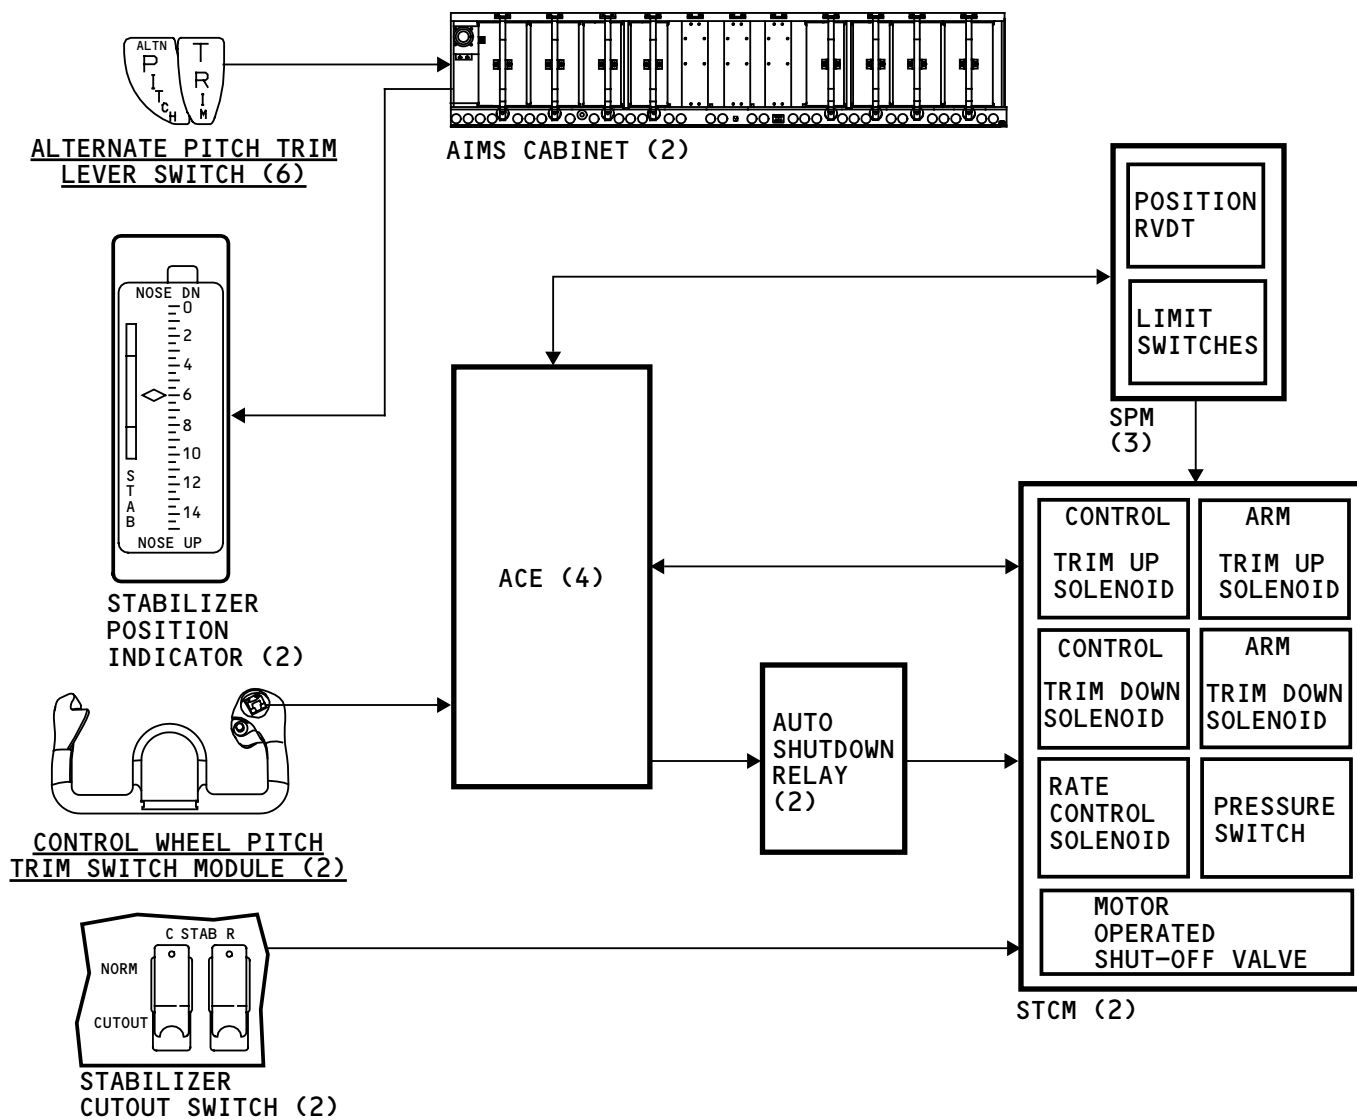 ALTN
PITCH
TRIM
ALTERNATE PITCH TRIM
LEVER SWITCH (6)
AIMS CABINET (2)
POSITION
RVDT
LIMIT
SWITCHES
SPM
(3)
NOSE DN
0
2
4
6
8
10
12
14
STAB
NOSE UP
STABILIZER
POSITION
INDICATOR (2)
ACE (4)
CONTROL
TRIM UP
SOLENOID
ARM
TRIM UP
SOLENOID
CONTROL
TRIM DOWN
SOLENOID
ARM
TRIM DOWN
SOLENOID
RATE
CONTROL
SOLENOID
PRESSURE
SWITCH
MOTOR
OPERATED
SHUT-OFF VALVE
STCM (2)
AUTO
SHUTDOWN
RELAY
(2)
CONTROL WHEEL PITCH
TRIM SWITCH MODULE (2)
C STAB R
NORM
CUTOUT
STABILIZER
CUTOUT SWITCH (2)